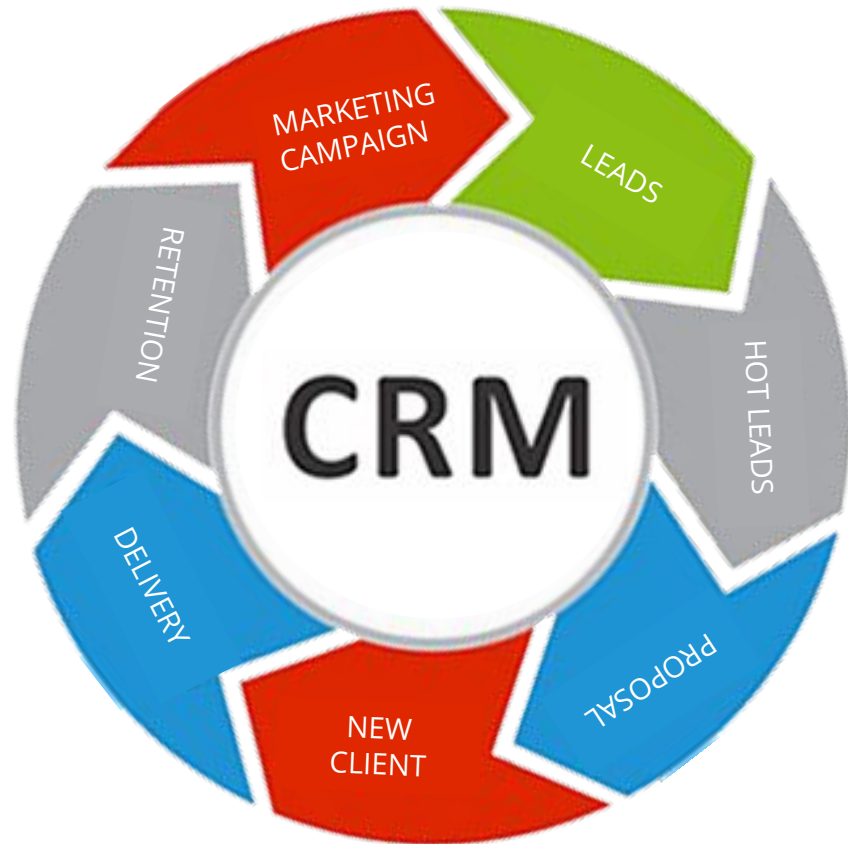 MARKETING
CAMPAIGN
LEADS
HOT LEADS
PROPOSAL
NEW
CLIENT
DELIVERY
RETENTION
CRM